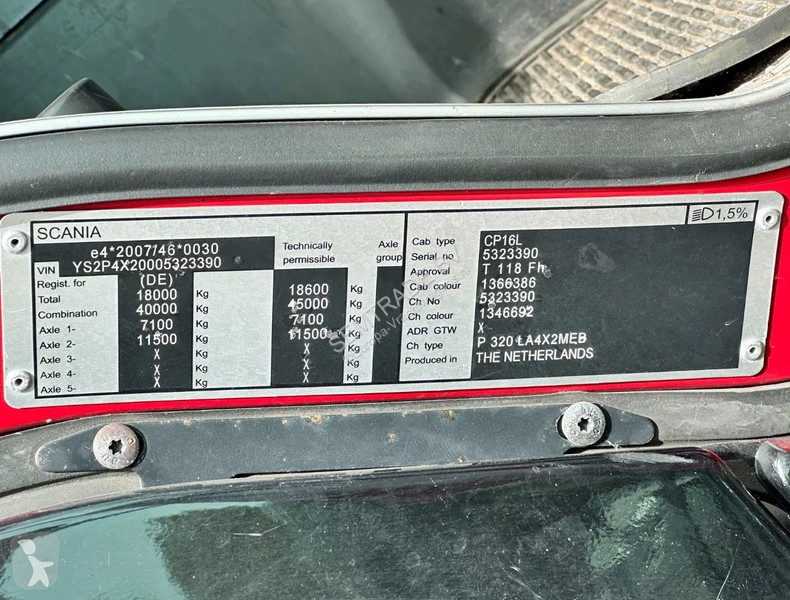 SCANIA
e4*2007/46*0030
VIN YS2P4X20005323390
Technically permissible
Axle group
Regist. for (DE)
Total 18000 Kg 18600 Kg
Combination 40000 Kg 45000 Kg
Axle 1- 7100 Kg 7100 Kg
Axle 2- 11500 Kg 11500 Kg
Axle 3- X Kg X Kg
Axle 4- X Kg X Kg
Axle 5- X Kg X Kg
D 1,5%
Cab type CP16L
Serial no 5323390
Approval T 118 Fh
Cab colour 1366386
Ch No 5323390
Ch colour 1346692
ADR GTW X
Ch type P 320 LA4X2MEB
Produced in THE NETHERLANDS